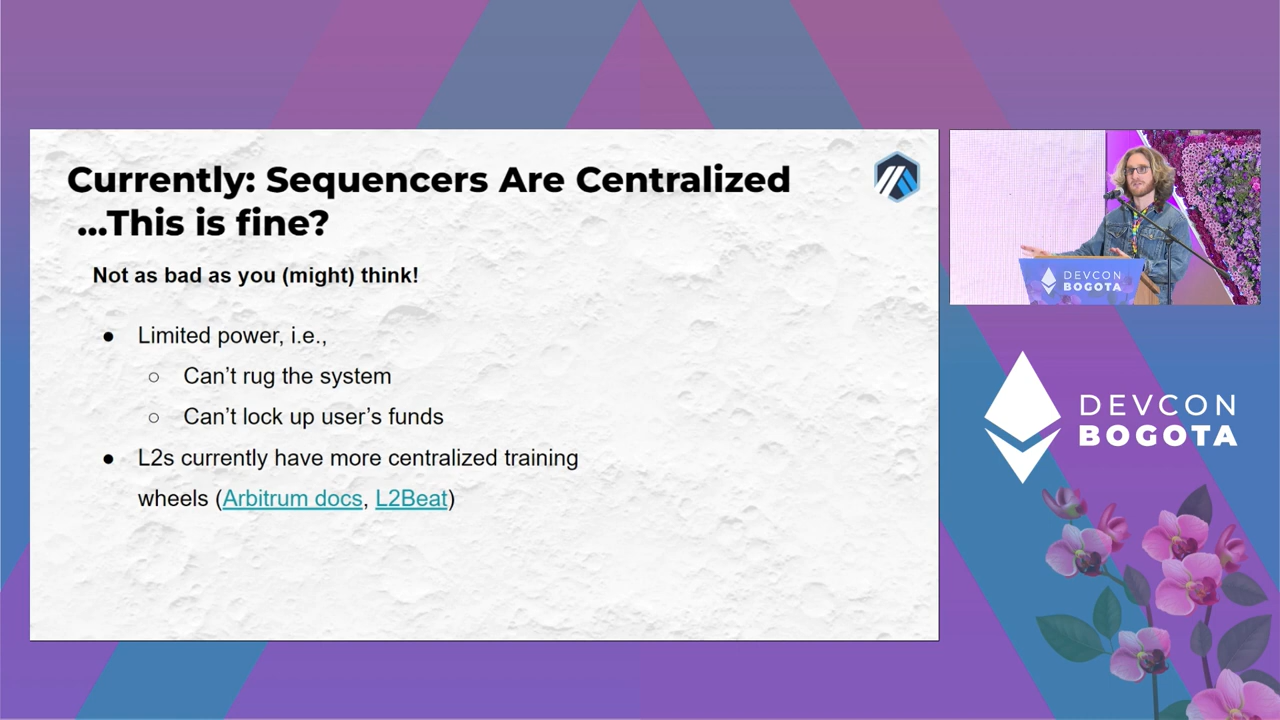 Currently: Sequencers Are Centralized
...This is fine?
Not as bad as you (might) think!
● Limited power, i.e.,
○ Can’t rug the system
○ Can’t lock up user’s funds
● L2s currently have more centralized training
wheels (Arbitrum docs, L2Beat)
DEVCON
BOGOTA
DEVCON
BOGOTA